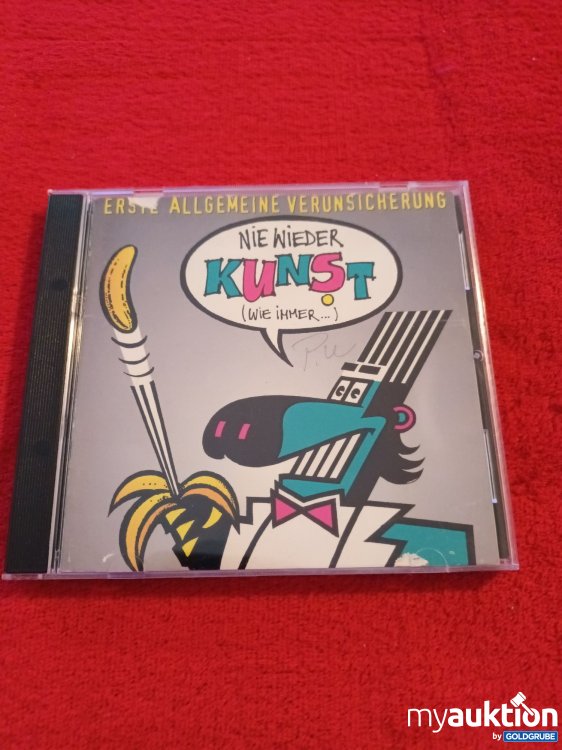 ERSTE ALLGEMEINE VERUNSICHERUNG
NIE WIEDER
KUNST
(WIE IMMER...)
myauktion
by GOLDGRUBE